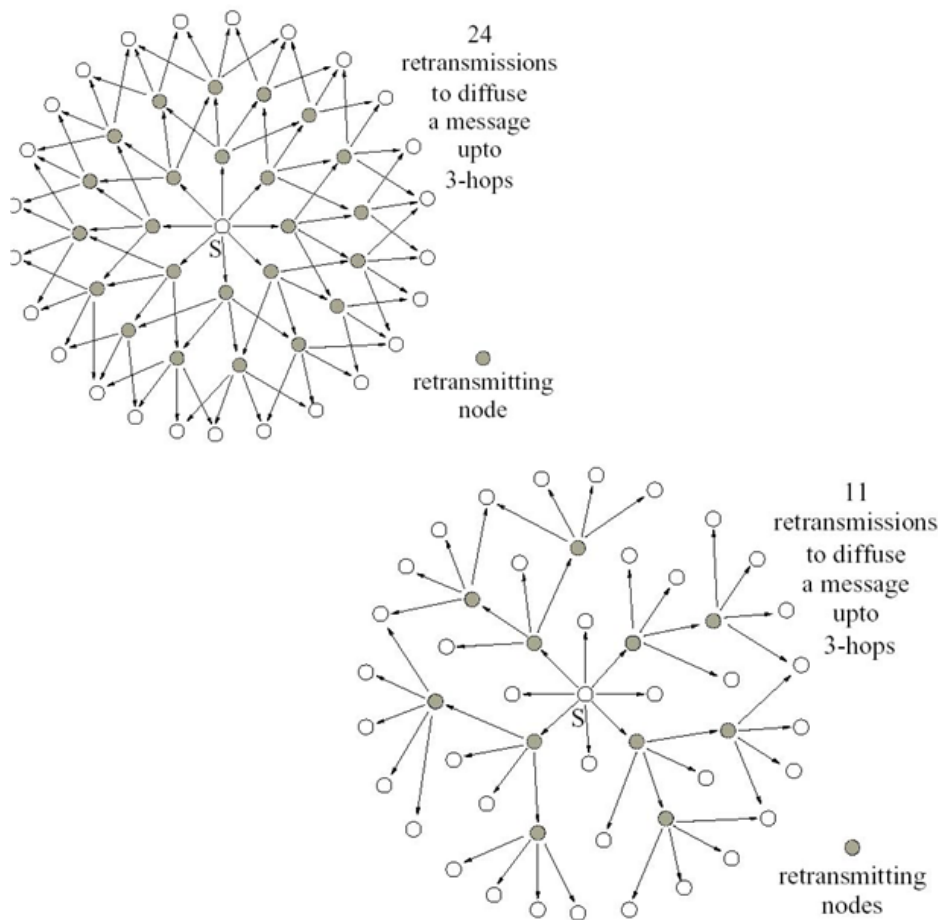 24
retransmissions
to diffuse
a message
upto
3-hops
S
retransmitting
node
11
retransmissions
to diffuse
a message
upto
3-hops
S
retransmitting
nodes